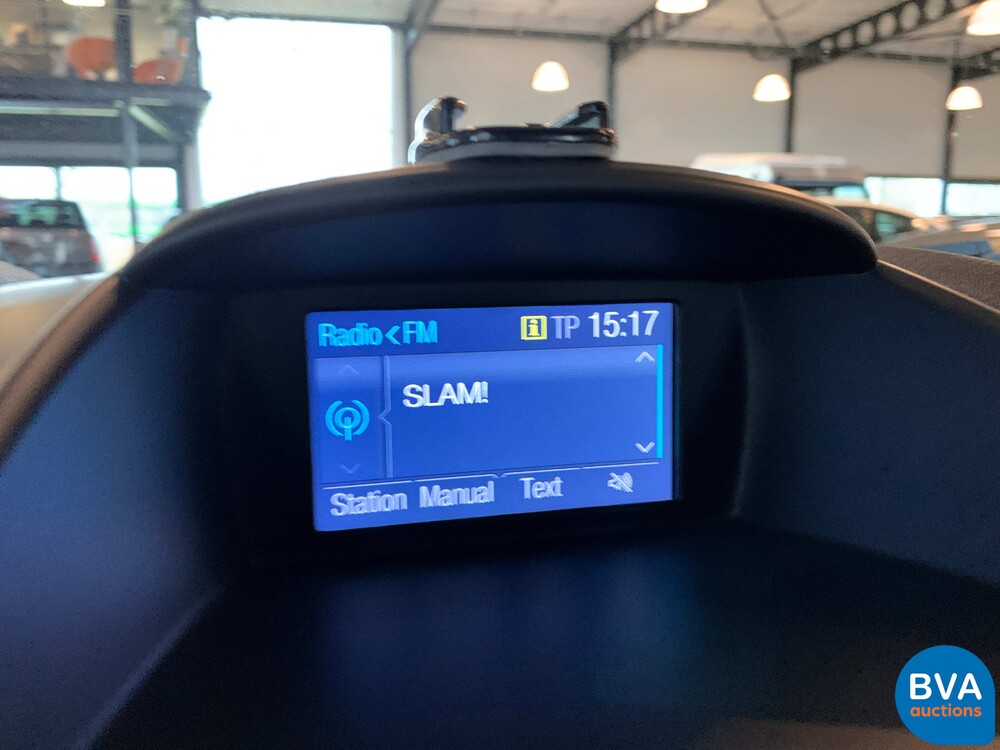 Radio<FM i TP 15:17
SLAM!
Station Manual Text
BVA
auctions